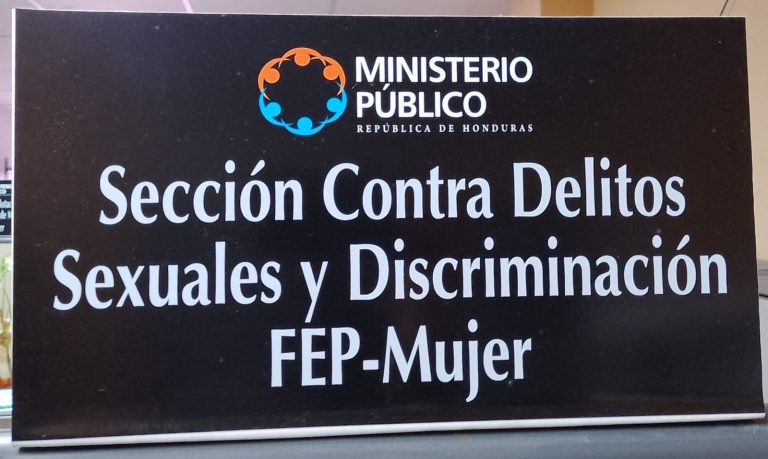 MINISTERIO
PÚBLICO
REPÚBLICA DE HONDURAS
Sección Contra Delitos
Sexuales y Discriminación
FEP-Mujer